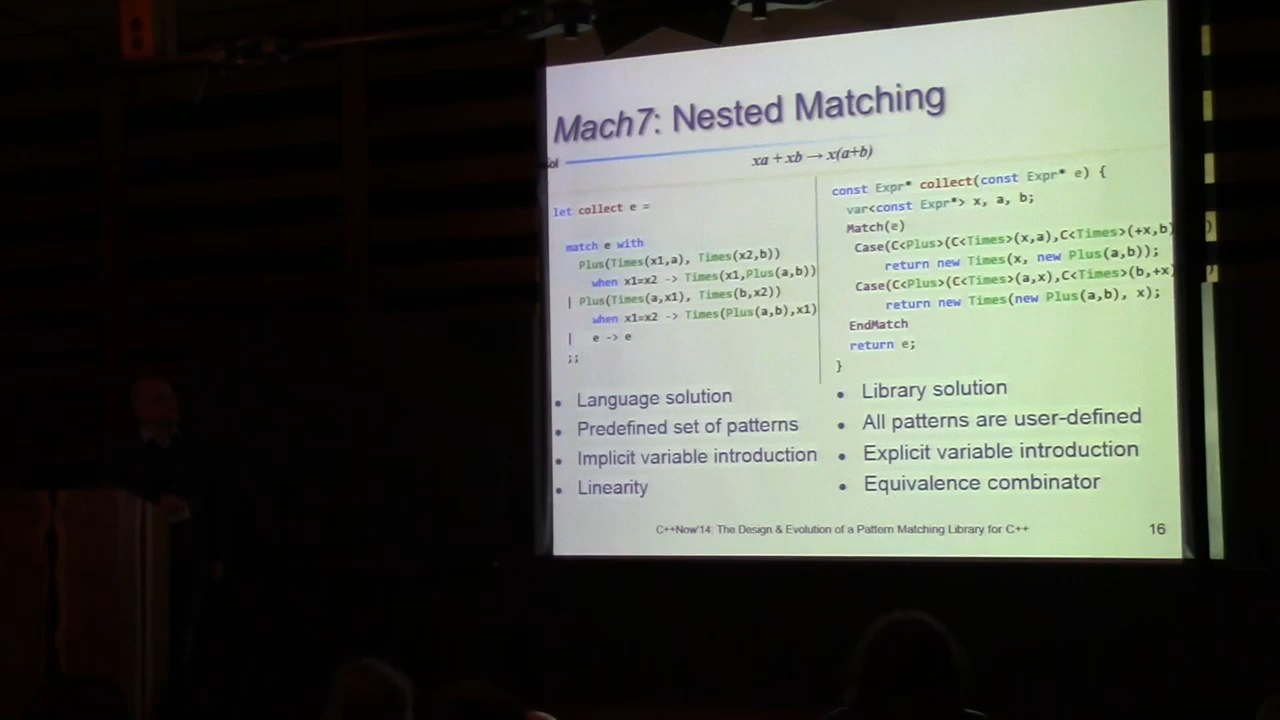 Mach7: Nested Matching
xa + xb → x(a+b)
let collect e =
match e with
Plus(Times(x1,a), Times(x2,b))
when x1=x2 -> Times(x1,Plus(a,b))
| Plus(Times(a,x1), Times(b,x2))
when x1=x2 -> Times(Plus(a,b),x1)
| e -> e
;;
• Language solution
• Predefined set of patterns
• Implicit variable introduction
• Linearity
const Expr* collect(const Expr* e) {
var<const Expr*> x, a, b;
Match(e)
Case(C<Plus>(C<Times>(x,a),C<Times>(+x,b)
)
return new Times(x, new Plus(a,b));
Case(C<Plus>(C<Times>(a,x),C<Times>(b,+x)
)
return new Times(new Plus(a,b), x);
EndMatch
return e;
}
• Library solution
• All patterns are user-defined
• Explicit variable introduction
• Equivalence combinator
C++Now'14: The Design & Evolution of a Pattern Matching Library for C++
16